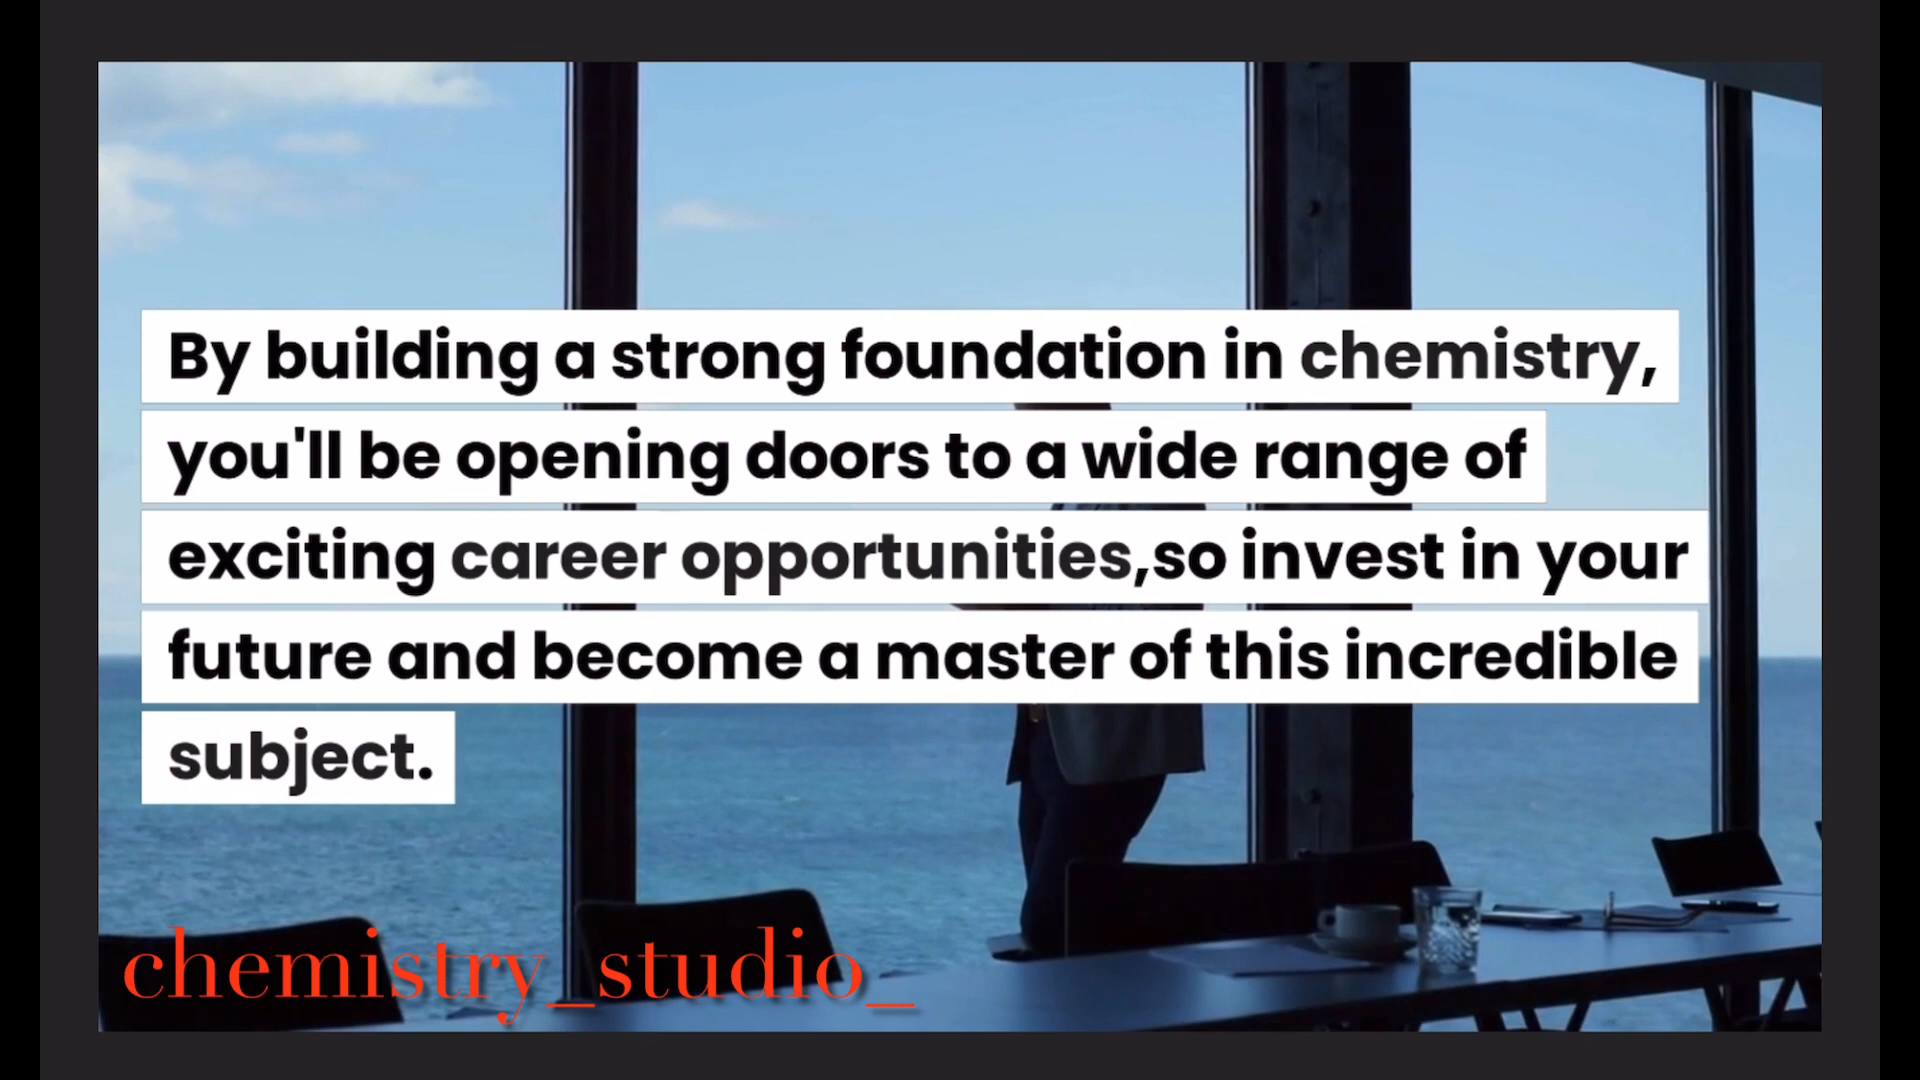 By building a strong foundation in chemistry,
you'll be opening doors to a wide range of
exciting career opportunities,so invest in your
future and become a master of this incredible
subject.
chemistry_studio_